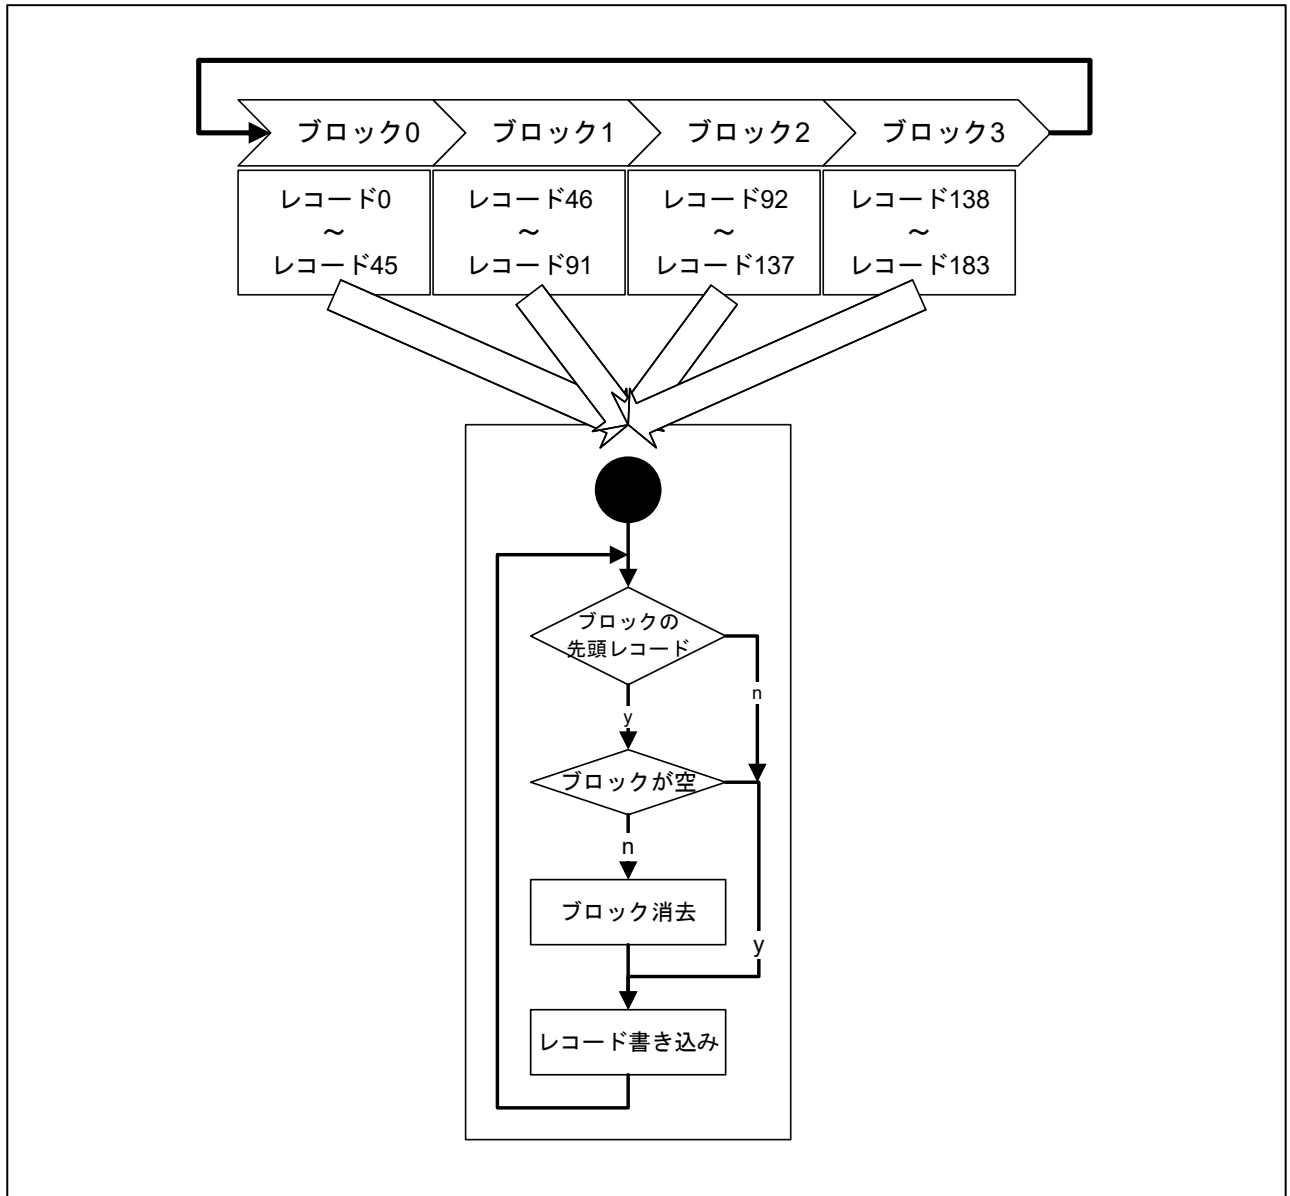 ブロック0
ブロック1
ブロック2
ブロック3
レコード0
～
レコード45
レコード46
～
レコード91
レコード92
～
レコード137
レコード138
～
レコード183
ブロックの
先頭レコード
n
y
ブロックが空
n
ブロック消去
y
レコード書き込み